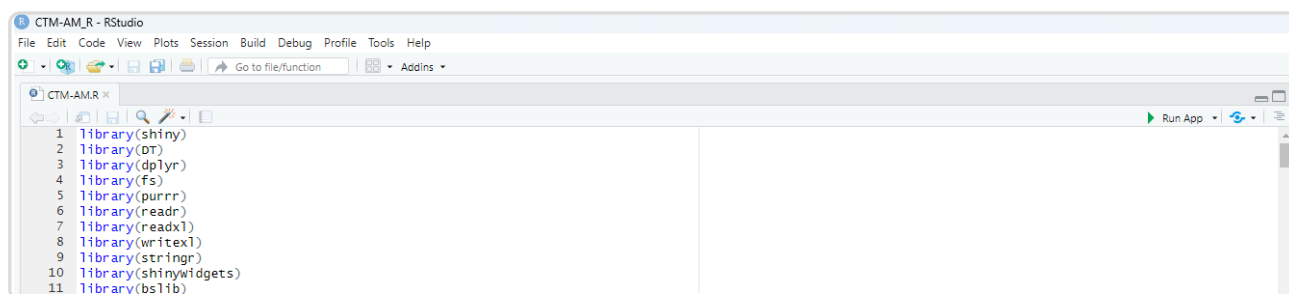 CTM-AM_R - RStudio
File Edit Code View Plots Session Build Debug Profile Tools Help
Go to file/function Addins
CTM-AM.R
Run App
1 library(shiny)
2 library(DT)
3 library(dplyr)
4 library(fs)
5 library(purrr)
6 library(readr)
7 library(readxl)
8 library(writexl)
9 library(stringr)
10 library(shinyWidgets)
11 library(bslib)